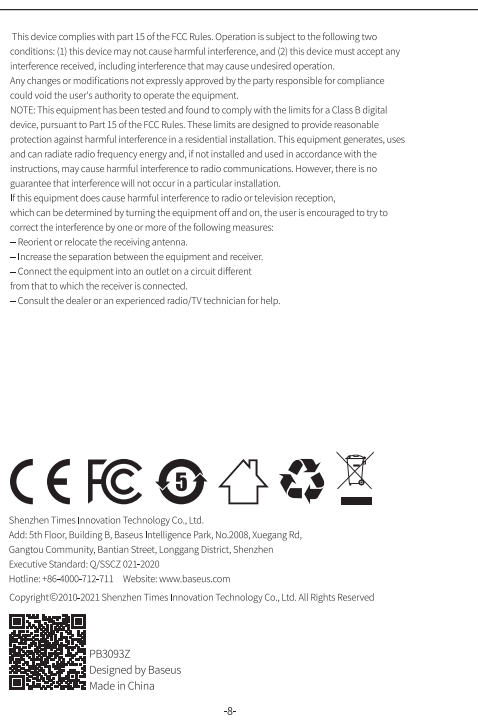 This device complies with part 15 of the FCC Rules. Operation is subject to the following two
conditions: (1) this device may not cause harmful interference, and (2) this device must accept any
interference received, including interference that may cause undesired operation.
Any changes or modifications not expressly approved by the party responsible for compliance
could void the user's authority to operate the equipment.
NOTE: This equipment has been tested and found to comply with the limits for a Class B digital
device, pursuant to Part 15 of the FCC Rules. These limits are designed to provide reasonable
protection against harmful interference in a residential installation. This equipment generates, uses
and can radiate radio frequency energy and, if not installed and used in accordance with the
instructions, may cause harmful interference to radio communications. However, there is no
guarantee that interference will not occur in a particular installation.
If this equipment does cause harmful interference to radio or television reception,
which can be determined by turning the equipment off and on, the user is encouraged to try to
correct the interference by one or more of the following measures:
– Reorient or relocate the receiving antenna.
– Increase the separation between the equipment and receiver.
– Connect the equipment into an outlet on a circuit different
from that to which the receiver is connected.
– Consult the dealer or an experienced radio/TV technician for help.
CE FC 5
Shenzhen Times Innovation Technology Co., Ltd.
Add: 5th Floor, Building B, Baseus Intelligence Park, No.2008, Xuegang Rd,
Gangtou Community, Bantian Street, Longgang District, Shenzhen
Executive Standard: Q/SSCZ 021-2020
Hotline: +86-4000-712-711 Website: www.baseus.com
Copyright©2010-2021 Shenzhen Times Innovation Technology Co., Ltd. All Rights Reserved
PB3093Z
Designed by Baseus
Made in China
-8-